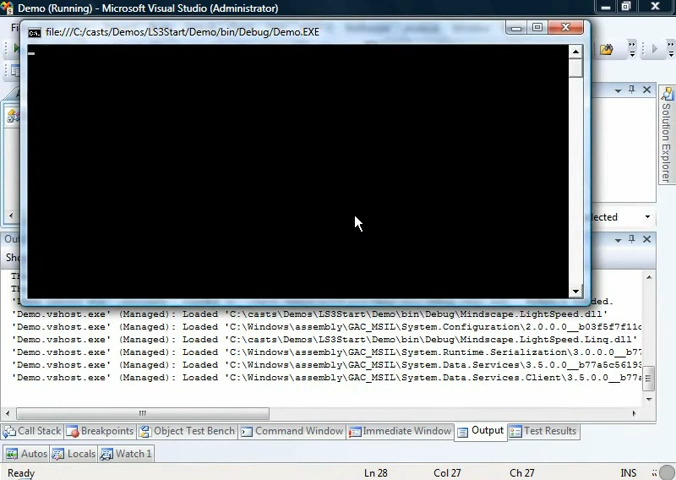 Demo (Running) - Microsoft Visual Studio (Administrator)
file:///C:/casts/Demos/LS3Start/Demo/bin/Debug/Demo.EXE
Solution Explorer
'Demo.vshost.exe' (Managed): Loaded 'C:\casts\Demos\LS3Start\Demo\bin\Debug\Mindscape.LightSpeed.dll'
'Demo.vshost.exe' (Managed): Loaded 'C:\Windows\assembly\GAC_MSIL\System.Configuration\2.0.0.0__b03f5f7f11
'Demo.vshost.exe' (Managed): Loaded 'C:\casts\Demos\LS3Start\Demo\bin\Debug\Mindscape.LightSpeed.Linq.dll'
'Demo.vshost.exe' (Managed): Loaded 'C:\Windows\assembly\GAC_MSIL\System.Runtime.Serialization\3.0.0.0__b77
'Demo.vshost.exe' (Managed): Loaded 'C:\Windows\assembly\GAC_MSIL\System.Data.Services\3.5.0.0__b77a5c56193
'Demo.vshost.exe' (Managed): Loaded 'C:\Windows\assembly\GAC_MSIL\System.Data.Services.Client\3.5.0.0__b77a
Call Stack Breakpoints Object Test Bench Command Window Immediate Window Output Test Results
Autos Locals Watch 1
Ready Ln 28 Col 27 Ch 27 INS